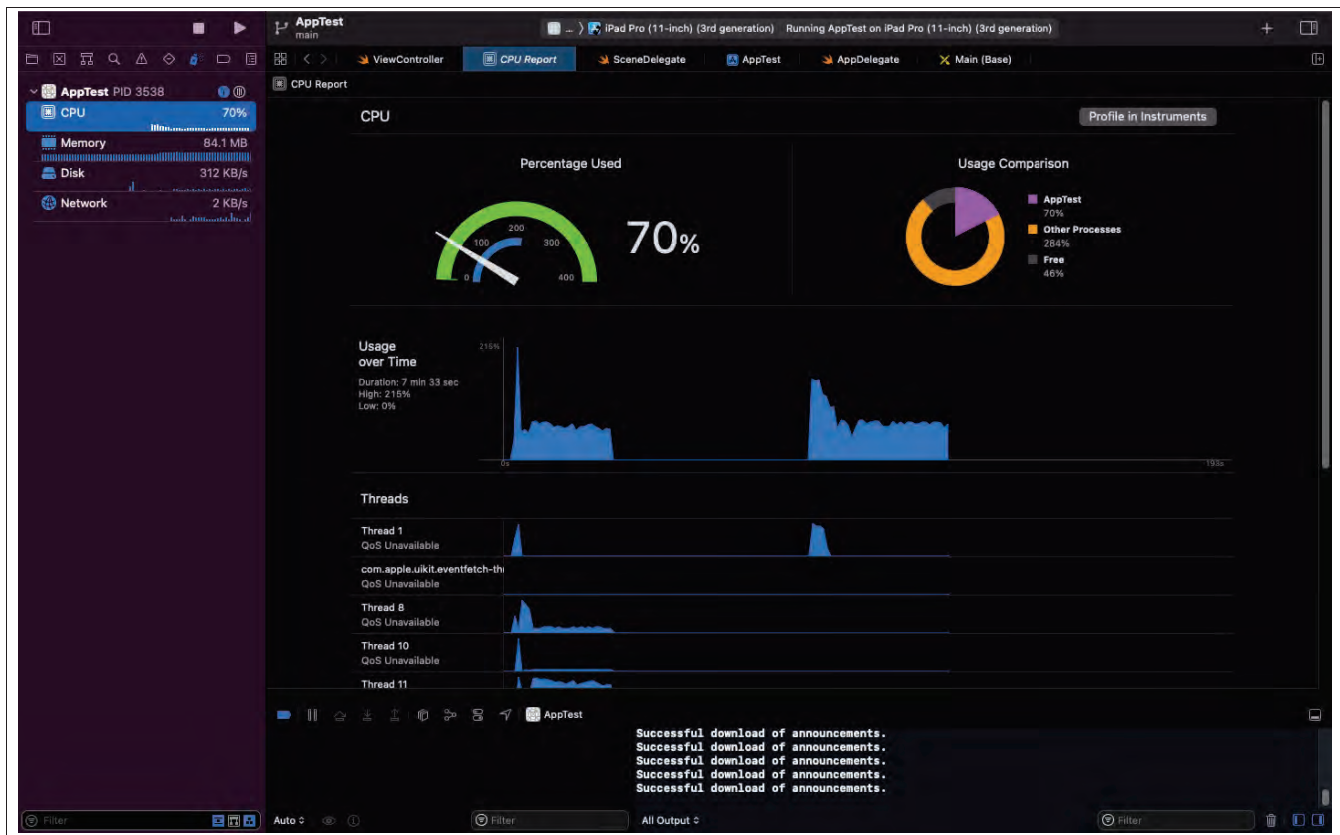 AppTest
main
... iPad Pro (11-inch) (3rd generation) Running AppTest on iPad Pro (11-inch) (3rd generation)
ViewController CPU Report SceneDelegate AppTest AppDelegate Main (Base)
CPU Report
AppTest PID 3538
CPU 70%
Memory 84.1 MB
Disk 312 KB/s
Network 2 KB/s
Filter
CPU
Profile in Instruments
Percentage Used
0 100 200 300 400
70%
Usage Comparison
AppTest
70%
Other Processes
284%
Free
46%
Usage
over Time
Duration: 7 min 33 sec
High: 215%
Low: 0%
215%
0s
193s
Threads
Thread 1
QoS Unavailable
com.apple.uikit.eventfetch-thr
QoS Unavailable
Thread 8
QoS Unavailable
Thread 10
QoS Unavailable
Thread 11
AppTest
Successful download of announcements.
Successful download of announcements.
Successful download of announcements.
Successful download of announcements.
Successful download of announcements.
Auto
Filter
All Output
Filter